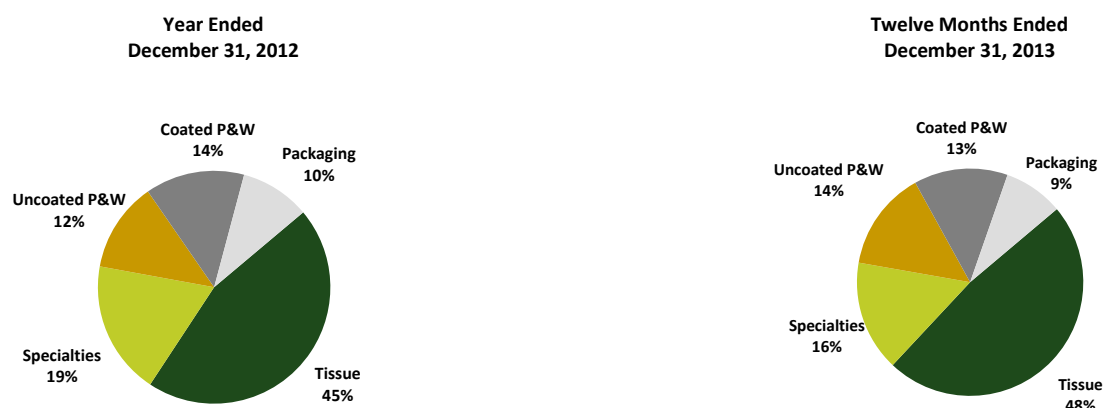 Year Ended
December 31, 2012
Coated P&W
14%
Packaging
10%
Uncoated P&W
12%
Specialties
19%
Tissue
45%
Twelve Months Ended
December 31, 2013
Coated P&W
13%
Packaging
9%
Uncoated P&W
14%
Specialties
16%
Tissue
48%